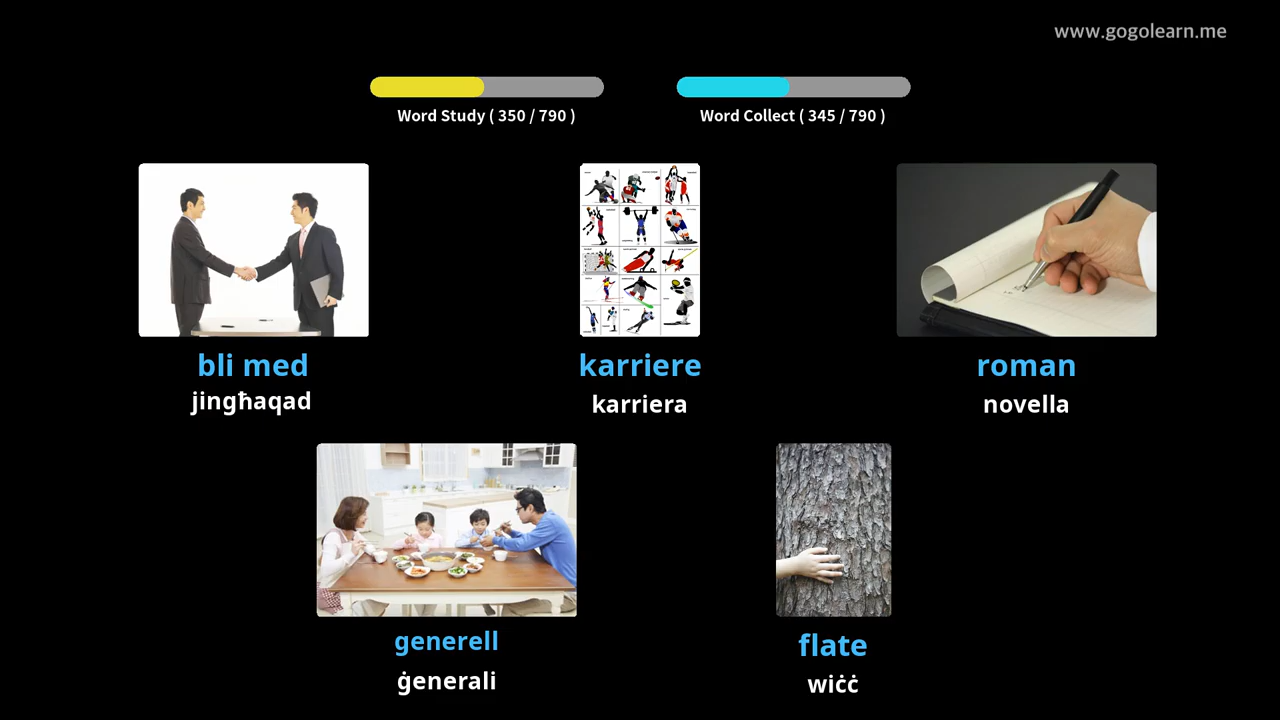 www.gogolearn.me
Word Study ( 350 / 790 )
Word Collect ( 345 / 790 )
bli med
jingħaqad
karriere
karriera
roman
novella
generell
ġenerali
flate
wiċċ